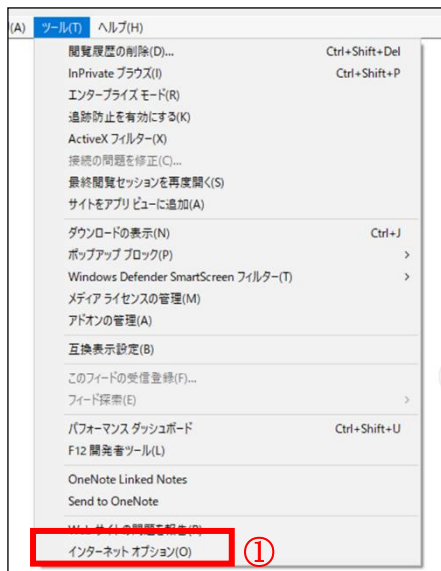 (A) ツール(T) ヘルプ(H)
閲覧履歴の削除(D)... Ctrl+Shift+Del
InPrivate ブラウズ(I) Ctrl+Shift+P
エンタープライズ モード(R)
追跡防止を有効にする(K)
ActiveX フィルター(X)
接続の問題を修正(C)...
最終閲覧セッションを再度開く(S)
サイトをアプリ ビューに追加(A)
ダウンロードの表示(N) Ctrl+J
ポップアップ ブロック(P) >
Windows Defender SmartScreen フィルター(T) >
メディア ライセンスの管理(M)
アドオンの管理(A)
互換表示設定(B)
このフィードの受信登録(F)...
フィード探索(E) >
パフォーマンス ダッシュボード Ctrl+Shift+U
F12 開発者ツール(L)
OneNote Linked Notes
Send to OneNote
Web サイトの問題を報告(R)
インターネット オプション(O) ①